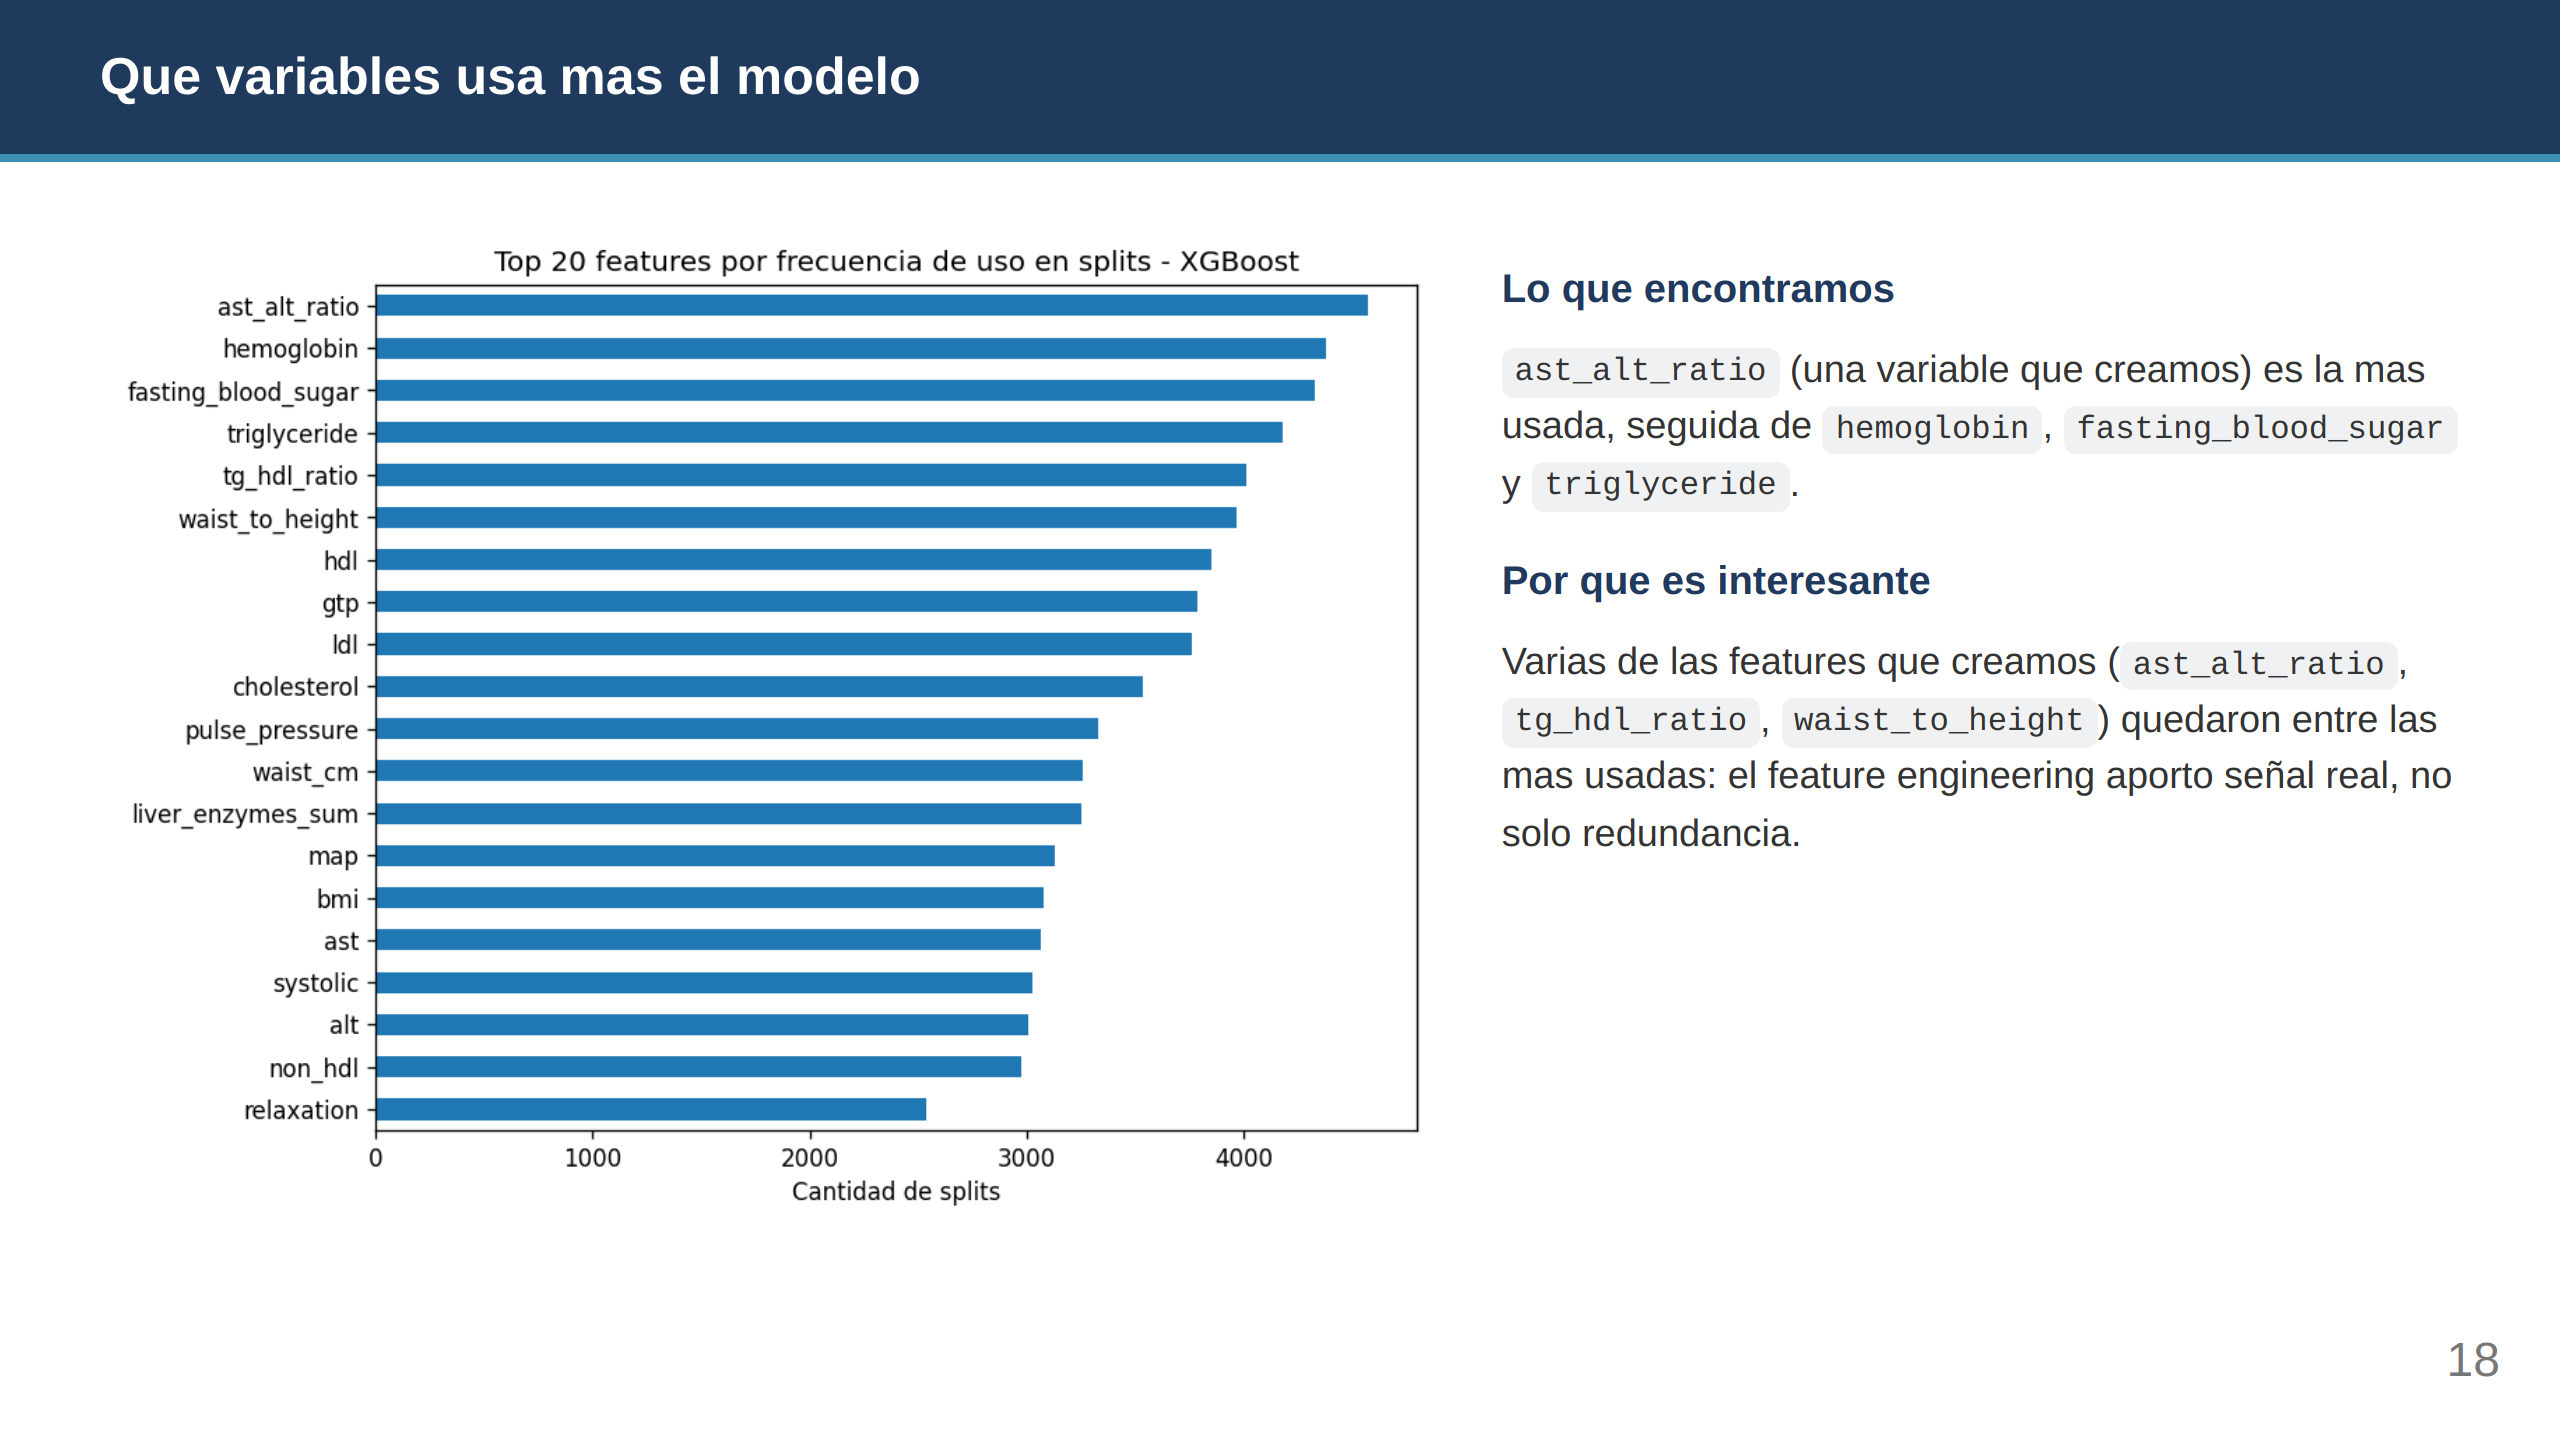 Que variables usa mas el modelo
Top 20 features por frecuencia de uso en splits - XGBoost
ast_alt_ratio
hemoglobin
fasting_blood_sugar
triglyceride
tg_hdl_ratio
waist_to_height
hdl
gtp
ldl
cholesterol
pulse_pressure
waist_cm
liver_enzymes_sum
map
bmi
ast
systolic
alt
non_hdl
relaxation
0 1000 2000 3000 4000
Cantidad de splits
Lo que encontramos
ast_alt_ratio (una variable que creamos) es la mas
usada, seguida de hemoglobin, fasting_blood_sugar
y triglyceride.
Por que es interesante
Varias de las features que creamos (ast_alt_ratio,
tg_hdl_ratio, waist_to_height) quedaron entre las
mas usadas: el feature engineering aporto señal real, no
solo redundancia.
18